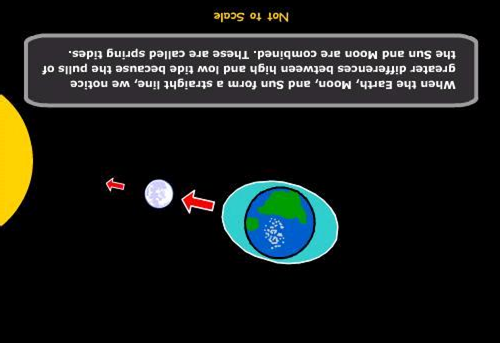 When the Earth, Moon, and Sun form a straight line, we notice
greater differences between high and low tide because the pulls of
the Sun and Moon are combined. These are called spring tides.
Not to Scale